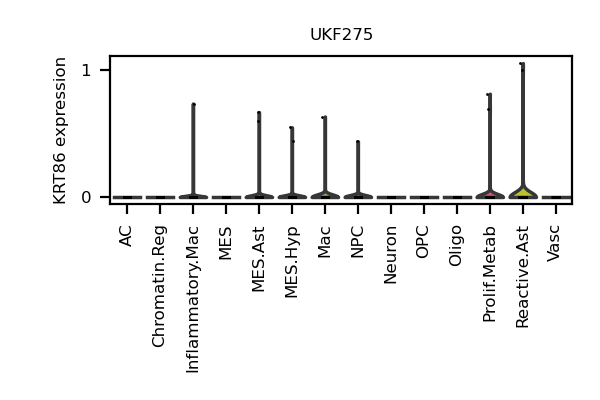 UKF275
KRT86 expression
1
0
AC
Chromatin.Reg
Inflammatory.Mac
MES
MES.Ast
MES.Hyp
Mac
NPC
Neuron
OPC
Oligo
Prolif.Metab
Reactive.Ast
Vasc